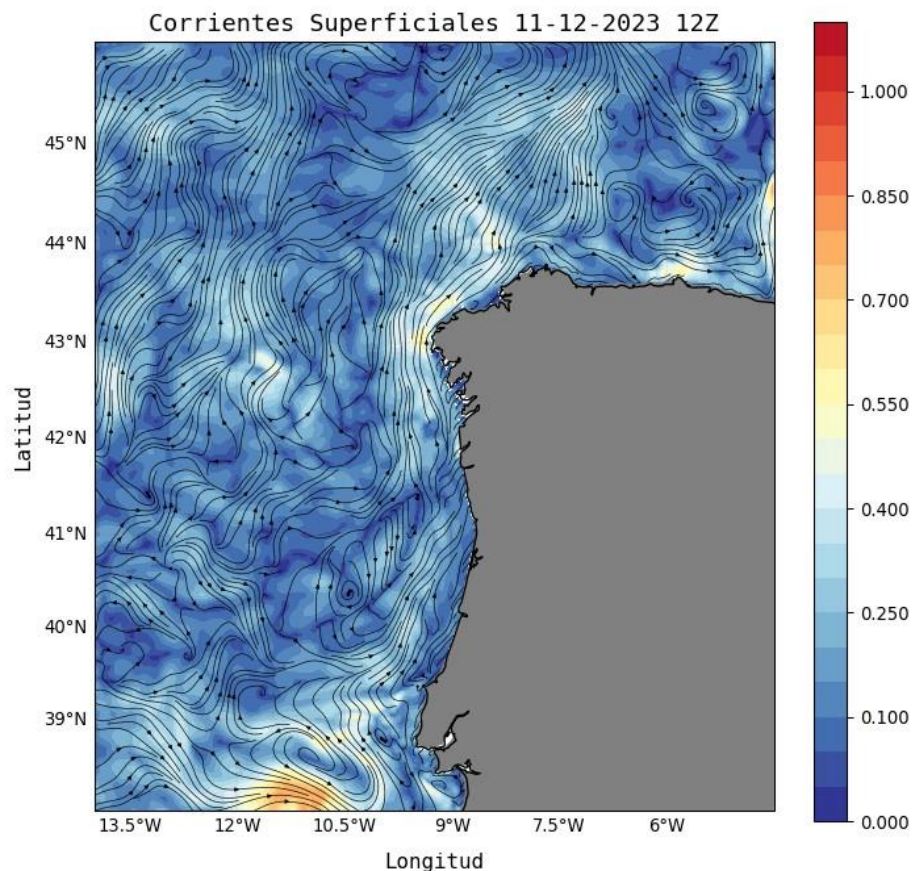 Corrientes Superficiales 11-12-2023 12Z
45°N
44°N
43°N
42°N
41°N
40°N
39°N
Latitud
13.5°W 12°W 10.5°W 9°W 7.5°W 6°W
Longitud
1.000
0.850
0.700
0.550
0.400
0.250
0.100
0.000